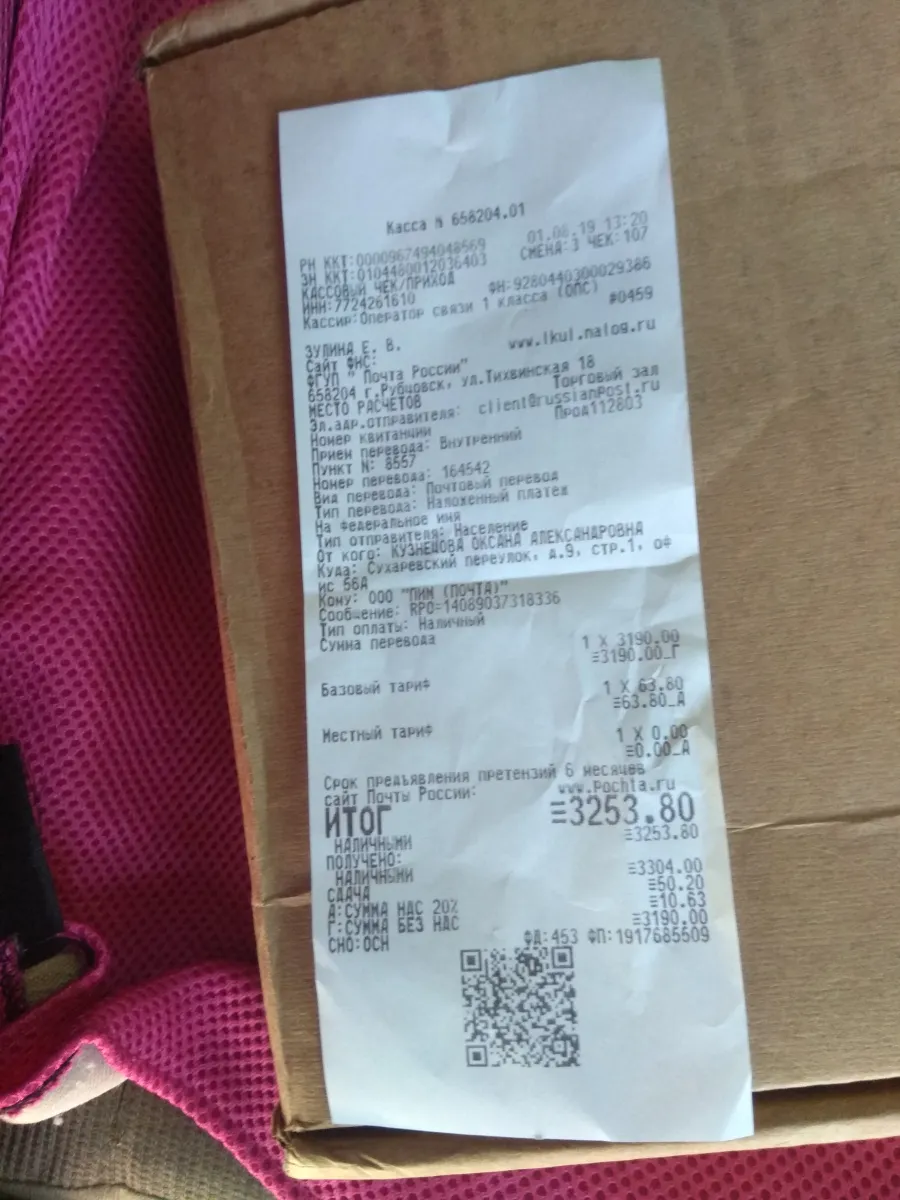 Касса N 658204.01
РН ККТ:0000967494048569 01.08.19 13:20
ЗН ККТ:0104480012036403 СМЕНА:3 ЧЕК:107
КАССОВЫЙ ЧЕК/ПРИХОД
ИНН:7724261610 ФН:9280440300029386
Кассир:Оператор связи 1 класса (ОПС) #0459
ЗУЛИНА Е. В.
Сайт ФНС: www.lkul.nalog.ru
ФГУП " Почта России"
658204 г.Рубцовск, ул.Тихвинская 18
МЕСТО РАСЧЕТОВ Торговый зал
Эл.адр.отправителя: client@russianpost.ru
Номер квитанции Прод112803
Прием перевода: Внутренний
Пункт N: 8557
Номер перевода: 164542
Вид перевода: Почтовый перевод
Тип перевода: Наложенный платеж
На Федеральное имя
Тип отправителя: Население
От кого: КУЗНЕЦОВА ОКСАНА АЛЕКСАНДРОВНА
Куда: Сухаревский переулок, д.9, стр.1, оф
ис 56А
Кому: ООО "ПИМ (ПОЧТА)"
Сообщение: RPO=14089037318336
Тип оплаты: Наличный
Сумма перевода 1 X 3190.00
≡3190.00_Г
Базовый тариф 1 X 63.80
≡63.80_А
Местный тариф 1 X 0.00
≡0.00_А
Срок предъявления претензий 6 месяцев
сайт Почты России: www.pochta.ru
ИТОГ ≡3253.80
НАЛИЧНЫМИ ≡3253.80
ПОЛУЧЕНО:
НАЛИЧНЫМИ ≡3304.00
СДАЧА ≡50.20
А:СУММА НДС 20% ≡10.63
Г:СУММА БЕЗ НДС ≡3190.00
СНО:ОСН ФД:453 ФП:1917685509